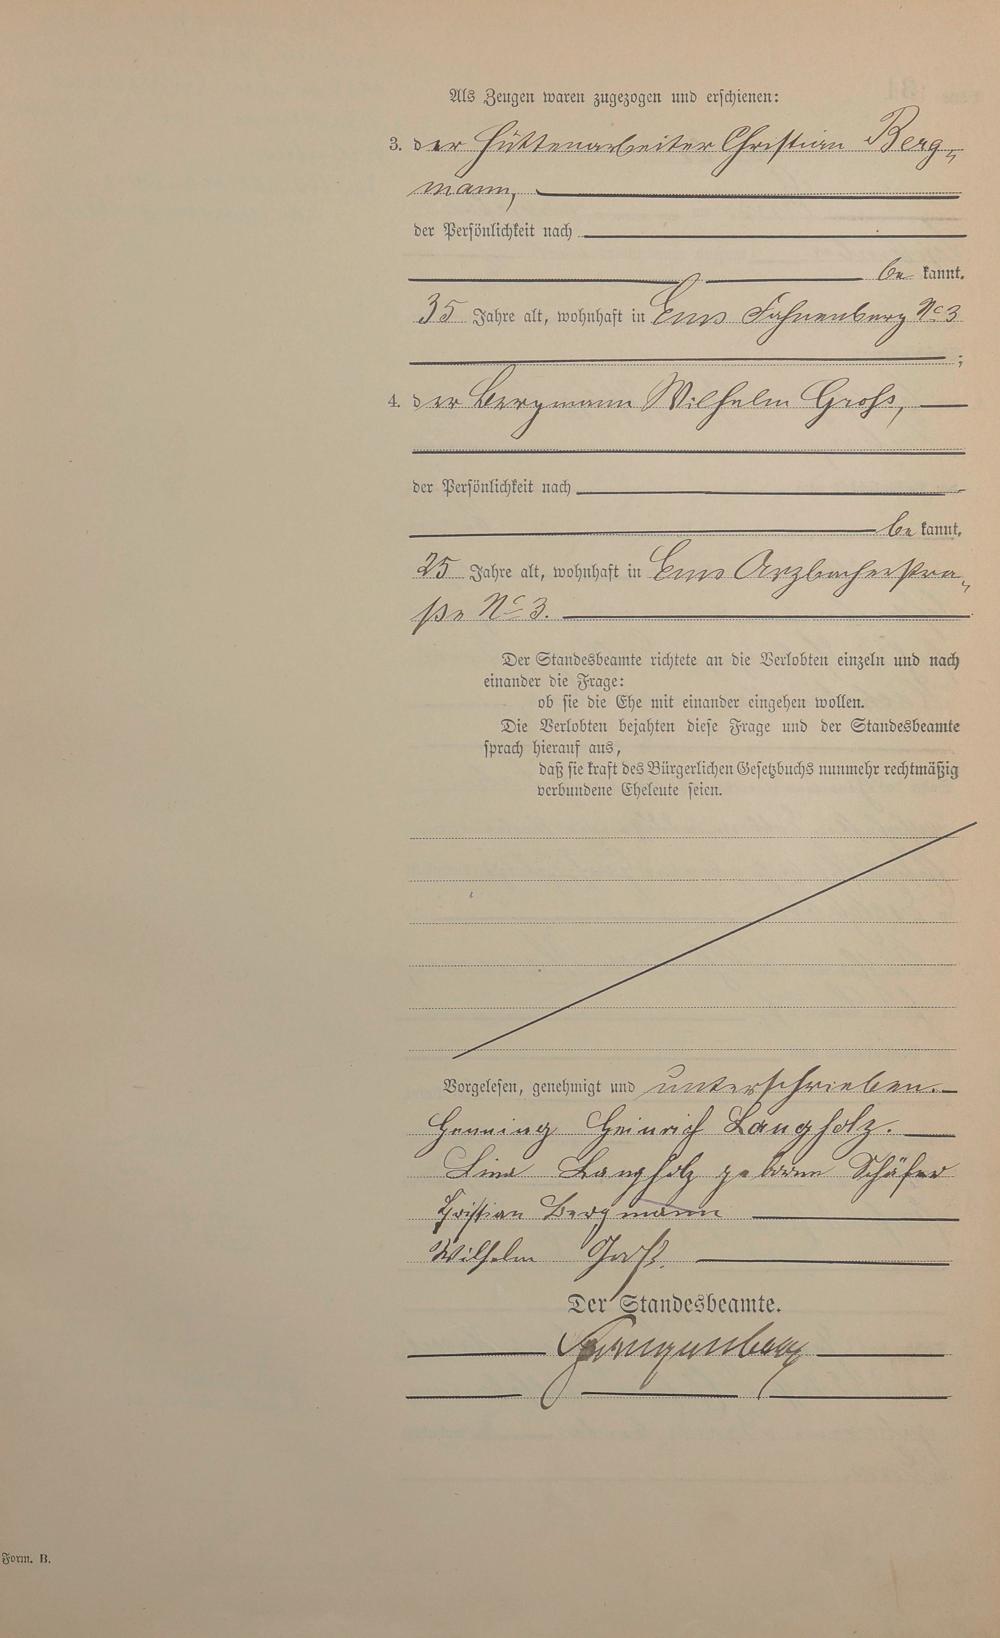 Als Zeugen waren zugezogen und erschienen:
3. der Hüttenarbeiter Christian Berg-
mann,
der Persönlichkeit nach
be kannt,
35 Jahre alt, wohnhaft in Ems Fahnenberg No 3
;
4. der Bergmann Wilhelm Groß,
der Persönlichkeit nach
be kannt,
25 Jahre alt, wohnhaft in Ems Arzbacherstra-
ße No 3.
Der Standesbeamte richtete an die Verlobten einzeln und nach
einander die Frage:
ob sie die Ehe mit einander eingehen wollen.
Die Verlobten bejahten diese Frage und der Standesbeamte
sprach hierauf aus,
daß sie kraft des Bürgerlichen Gesetzbuchs nunmehr rechtmäßig
verbundene Eheleute seien.
Vorgelesen, genehmigt und unterschrieben.
Henning Heinrich Langholz.
Lina Langholz geborene Schäfer
Christian Bergmann
Wilhelm Groß.
Der Standesbeamte.
Form. B.